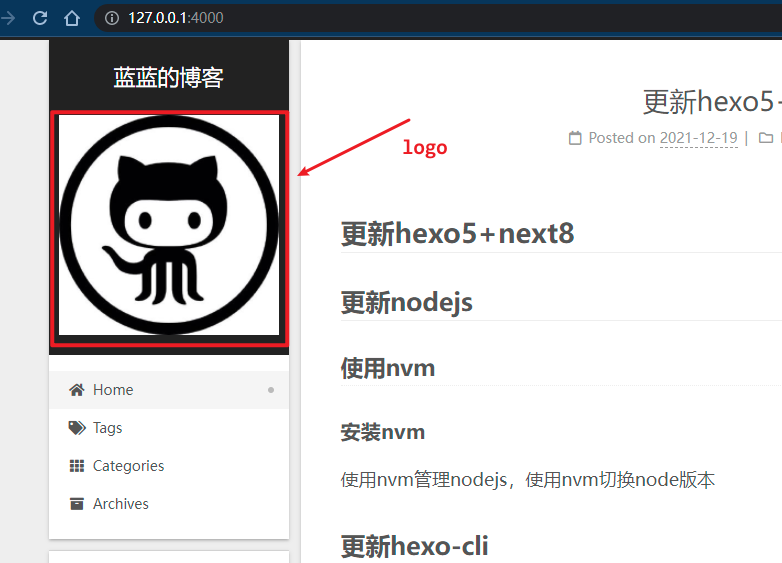 127.0.0.1:4000
蓝蓝的博客
logo
Home
Tags
Categories
Archives
更新hexo5+
Posted on 2021-12-19 |
更新hexo5+next8
更新nodejs
使用nvm
安装nvm
使用nvm管理nodejs，使用nvm切换node版本
更新hexo-cli